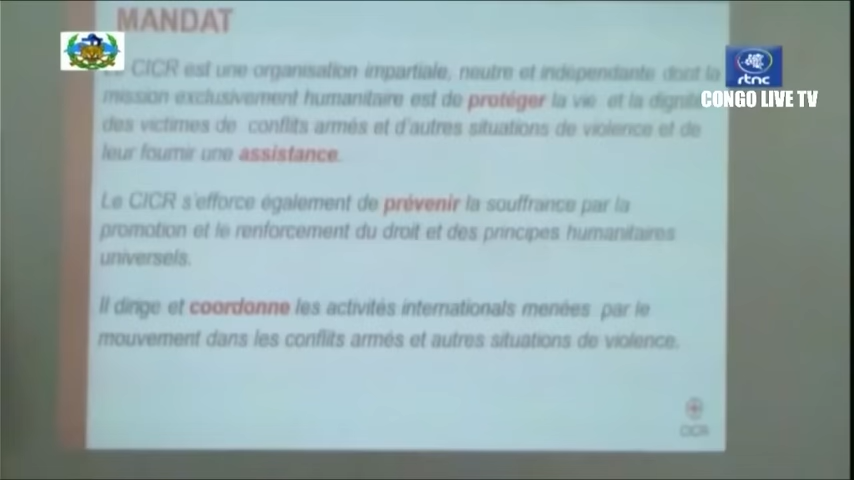 MANDAT
CICR est une organisation impartiale, neutre et indépendante dont la
mission exclusivement humanitaire est de protéger la vie et la dignité
des victimes de conflits armés et d'autres situations de violence et de
leur fournir une assistance.
Le CICR s'efforce également de prévenir la souffrance par la
promotion et le renforcement du droit et des principes humanitaires
universels.
Il dirige et coordonne les activités internationals menées par le
mouvement dans les conflits armés et autres situations de violence.
CICR
rtnc
CONGO LIVE TV